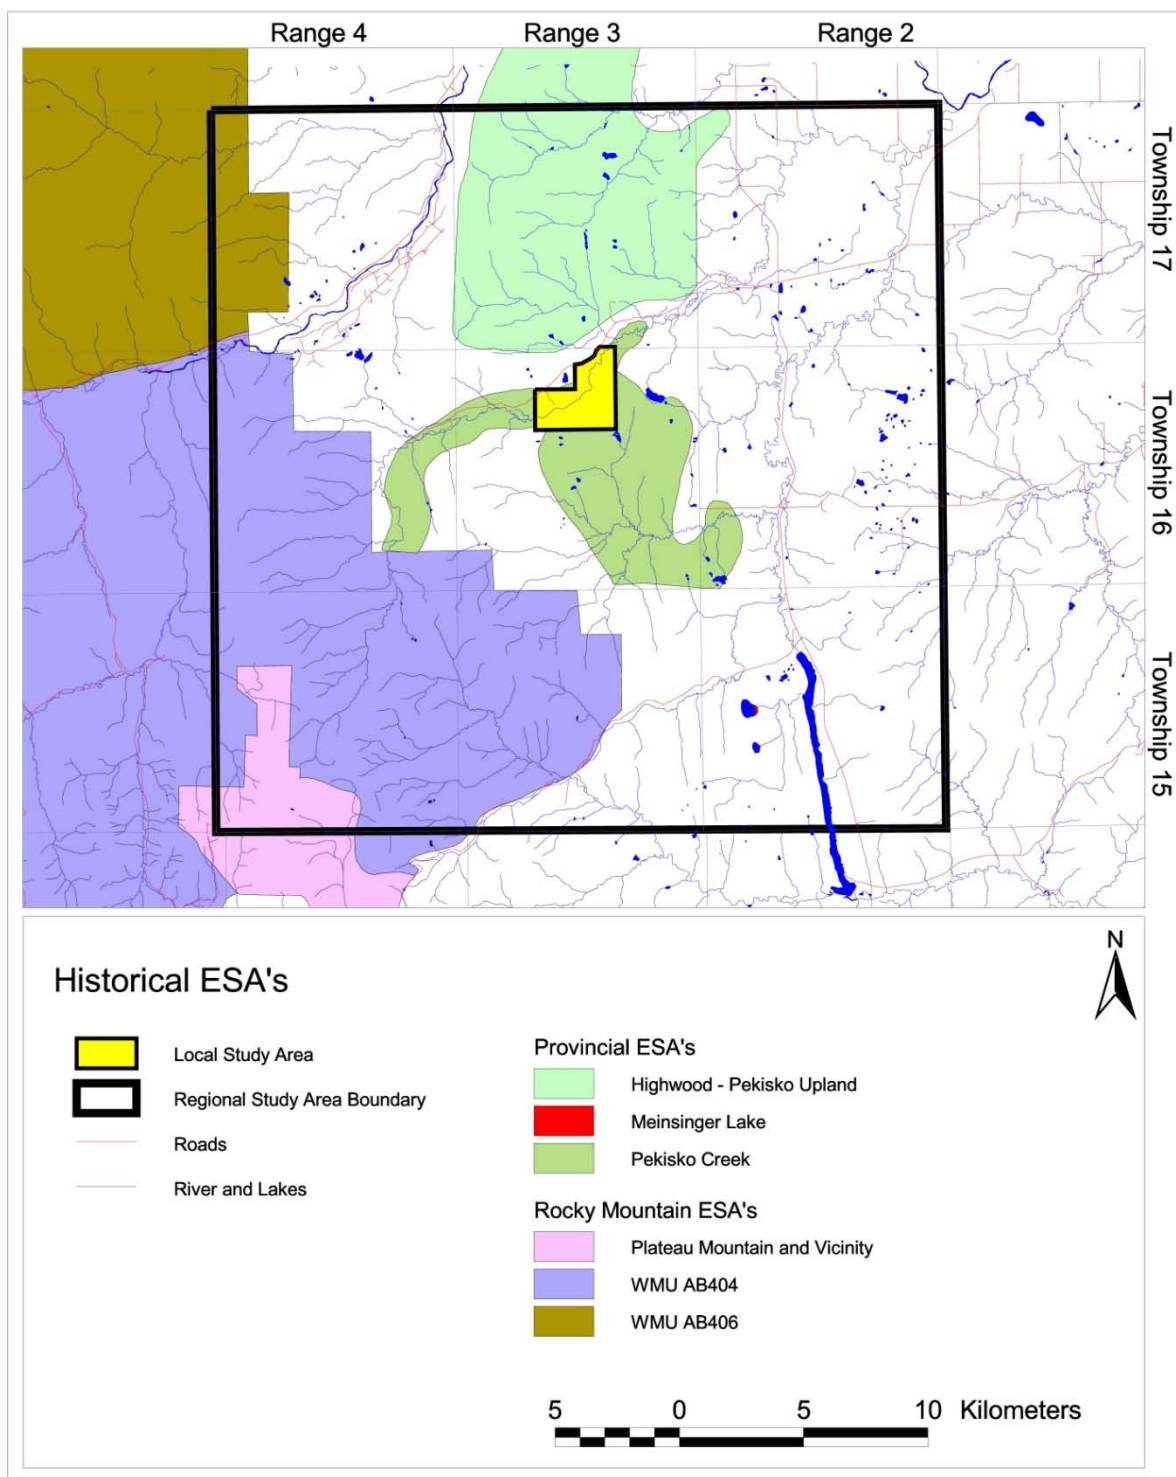 Range 4
Range 3
Range 2
Township 17
Township 16
Township 15
Historical ESA's
N
Local Study Area
Regional Study Area Boundary
Roads
River and Lakes
Provincial ESA's
Highwood - Pekisko Upland
Meinsinger Lake
Pekisko Creek
Rocky Mountain ESA's
Plateau Mountain and Vicinity
WMU AB404
WMU AB406
5 0 5 10 Kilometers